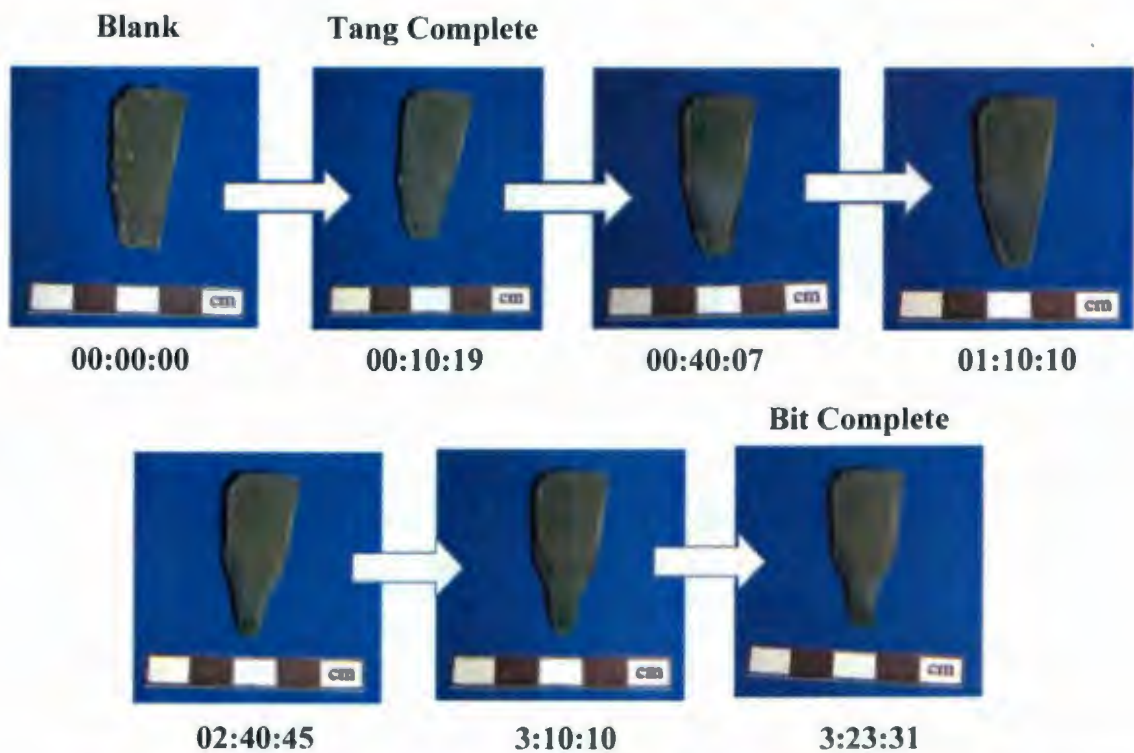 Blank
Tang Complete
cm
cm
cm
cm
00:00:00
00:10:19
00:40:07
01:10:10
Bit Complete
cm
cm
cm
02:40:45
3:10:10
3:23:31